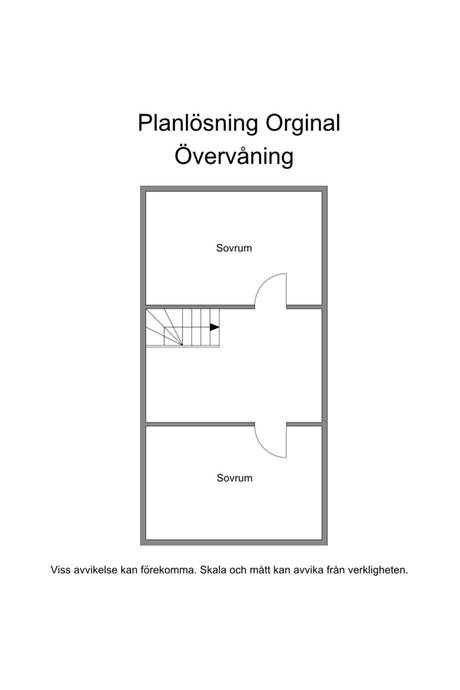 Planlösning Orginal
Övervåning
Sovrum
Sovrum
Viss avvikelse kan förekomma. Skala och mått kan avvika från verkligheten.